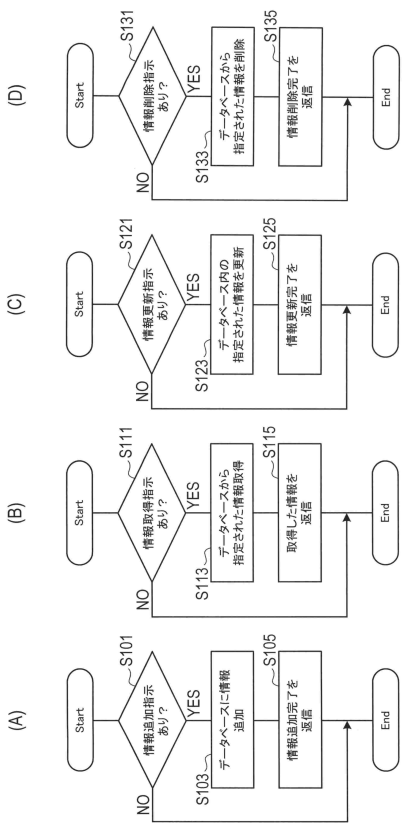 (A)
Start
情報追加指示
あり?
S101
NO
YES
S103
データベースに情報
追加
S105
情報追加完了を
返信
End
(B)
Start
情報取得指示
あり?
S111
NO
YES
S113
データベースから
指定された情報取得
S115
取得した情報を
返信
End
(C)
Start
情報更新指示
あり?
S121
NO
YES
S123
データベース内の
指定された情報を更新
S125
情報更新完了を
返信
End
(D)
Start
情報削除指示
あり?
S131
NO
YES
S133
データベースから
指定された情報を削除
S135
情報削除完了を
返信
End